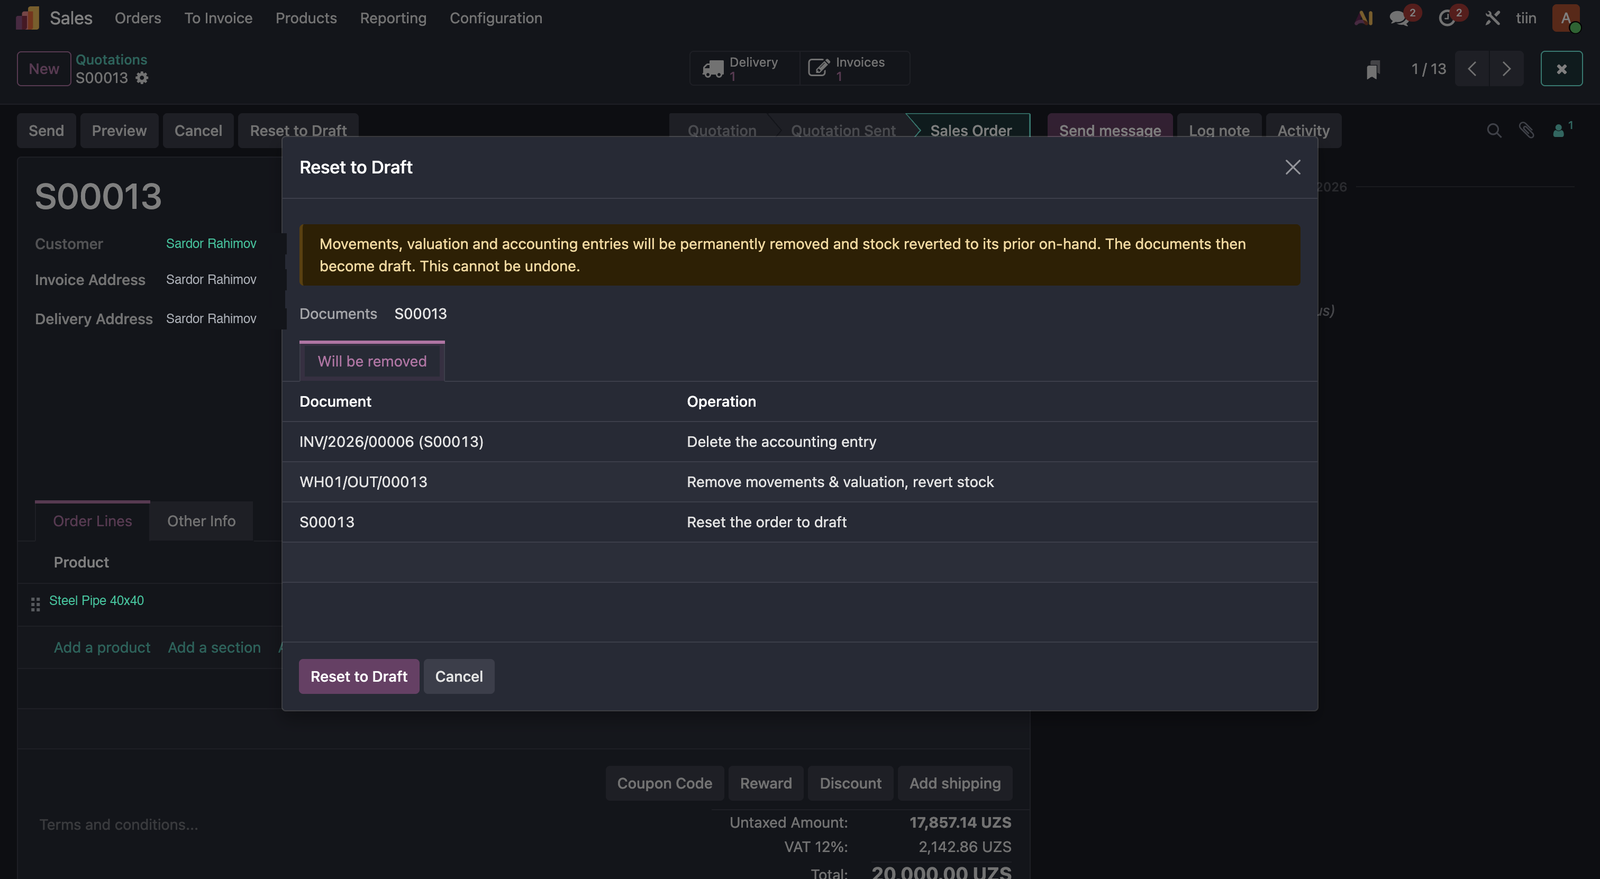 Sales Orders To Invoice Products Reporting Configuration 2 2 tiin A
New Quotations
S00013
Delivery 1 Invoices 1
1 / 13
Send Preview Cancel Reset to Draft Quotation Quotation Sent Sales Order Send message Log note Activity 1
Reset to Draft
2026
S00013
Customer Sardor Rahimov
Invoice Address Sardor Rahimov
Delivery Address Sardor Rahimov
Movements, valuation and accounting entries will be permanently removed and stock reverted to its prior on-hand. The documents then
become draft. This cannot be undone.
Documents S00013
us)
Will be removed
Document Operation
INV/2026/00006 (S00013) Delete the accounting entry
WH01/OUT/00013 Remove movements & valuation, revert stock
S00013 Reset the order to draft
Order Lines Other Info
Product
Steel Pipe 40x40
Add a product Add a section
Reset to Draft Cancel
Coupon Code Reward Discount Add shipping
Terms and conditions...
Untaxed Amount: 17,857.14 UZS
VAT 12%: 2,142.86 UZS
Total: 20,000.00 UZS